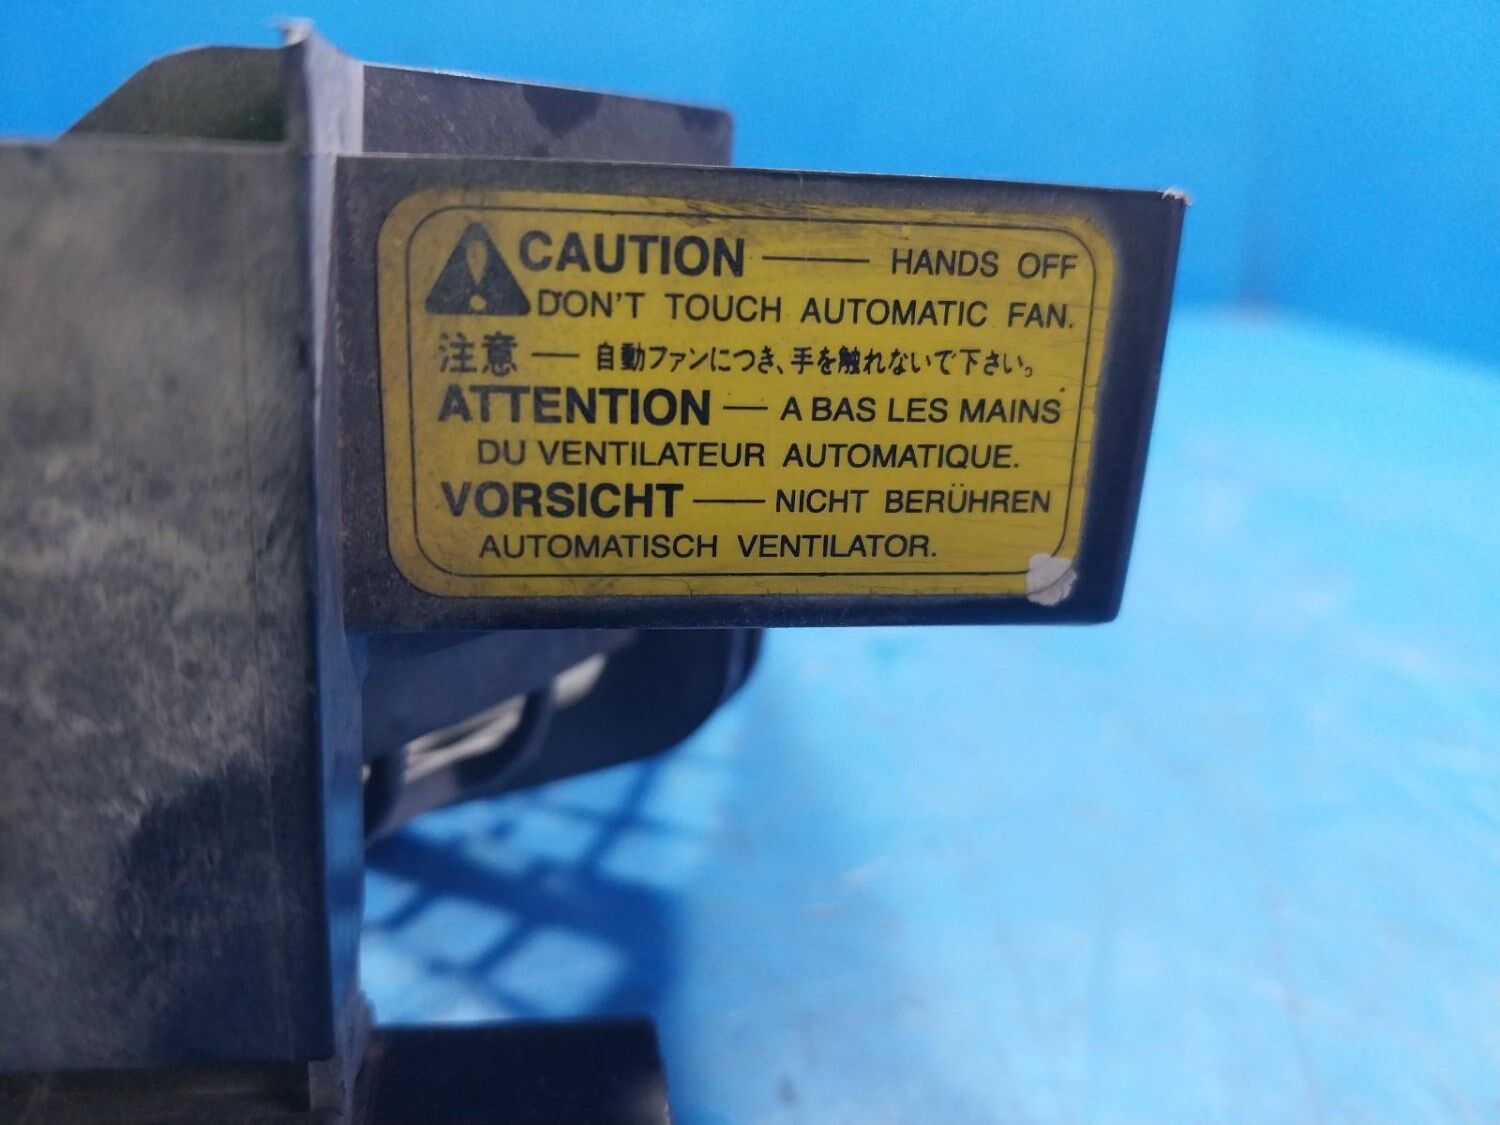 CAUTION — HANDS OFF
DON'T TOUCH AUTOMATIC FAN.
注意 — 自動ファンにつき、手を触れないで下さい。
ATTENTION — A BAS LES MAINS
DU VENTILATEUR AUTOMATIQUE.
VORSICHT — NICHT BERÜHREN
AUTOMATISCH VENTILATOR.